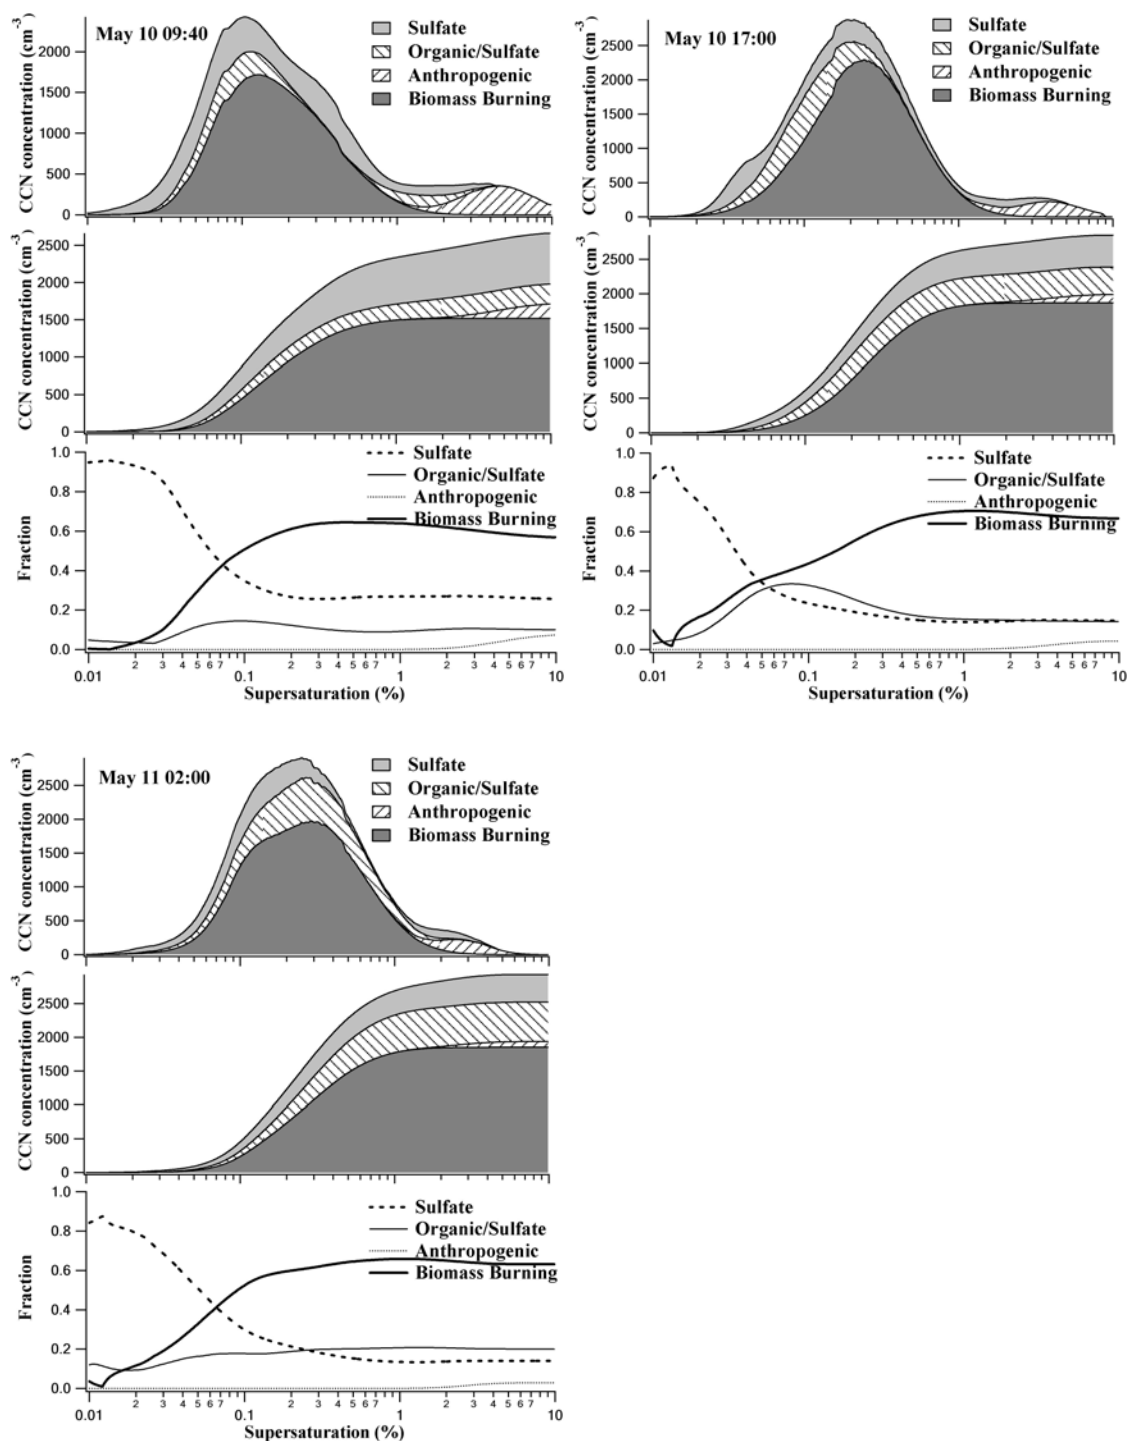 May 10 09:40
Sulfate
Organic/Sulfate
Anthropogenic
Biomass Burning
CCN concentration (cm⁻³)
2000
1500
1000
500
0
CCN concentration (cm⁻³)
2500
2000
1500
1000
500
0
Fraction
1.0
0.8
0.6
0.4
0.2
0.0
Sulfate
Organic/Sulfate
Anthropogenic
Biomass Burning
0.01 2 3 4 5 6 7 0.1 2 3 4 5 6 7 1 2 3 4 5 6 7 10
Supersaturation (%)
May 10 17:00
Sulfate
Organic/Sulfate
Anthropogenic
Biomass Burning
CCN concentration (cm⁻³)
2500
2000
1500
1000
500
0
CCN concentration (cm⁻³)
2500
2000
1500
1000
500
0
Fraction
1.0
0.8
0.6
0.4
0.2
0.0
Sulfate
Organic/Sulfate
Anthropogenic
Biomass Burning
0.01 2 3 4 5 6 7 0.1 2 3 4 5 6 7 1 2 3 4 5 6 7 10
Supersaturation (%)
May 11 02:00
Sulfate
Organic/Sulfate
Anthropogenic
Biomass Burning
CCN concentration (cm⁻³)
2500
2000
1500
1000
500
0
CCN concentration (cm⁻³)
2500
2000
1500
1000
500
0
Fraction
1.0
0.8
0.6
0.4
0.2
0.0
Sulfate
Organic/Sulfate
Anthropogenic
Biomass Burning
0.01 2 3 4 5 6 7 0.1 2 3 4 5 6 7 1 2 3 4 5 6 7 10
Supersaturation (%)